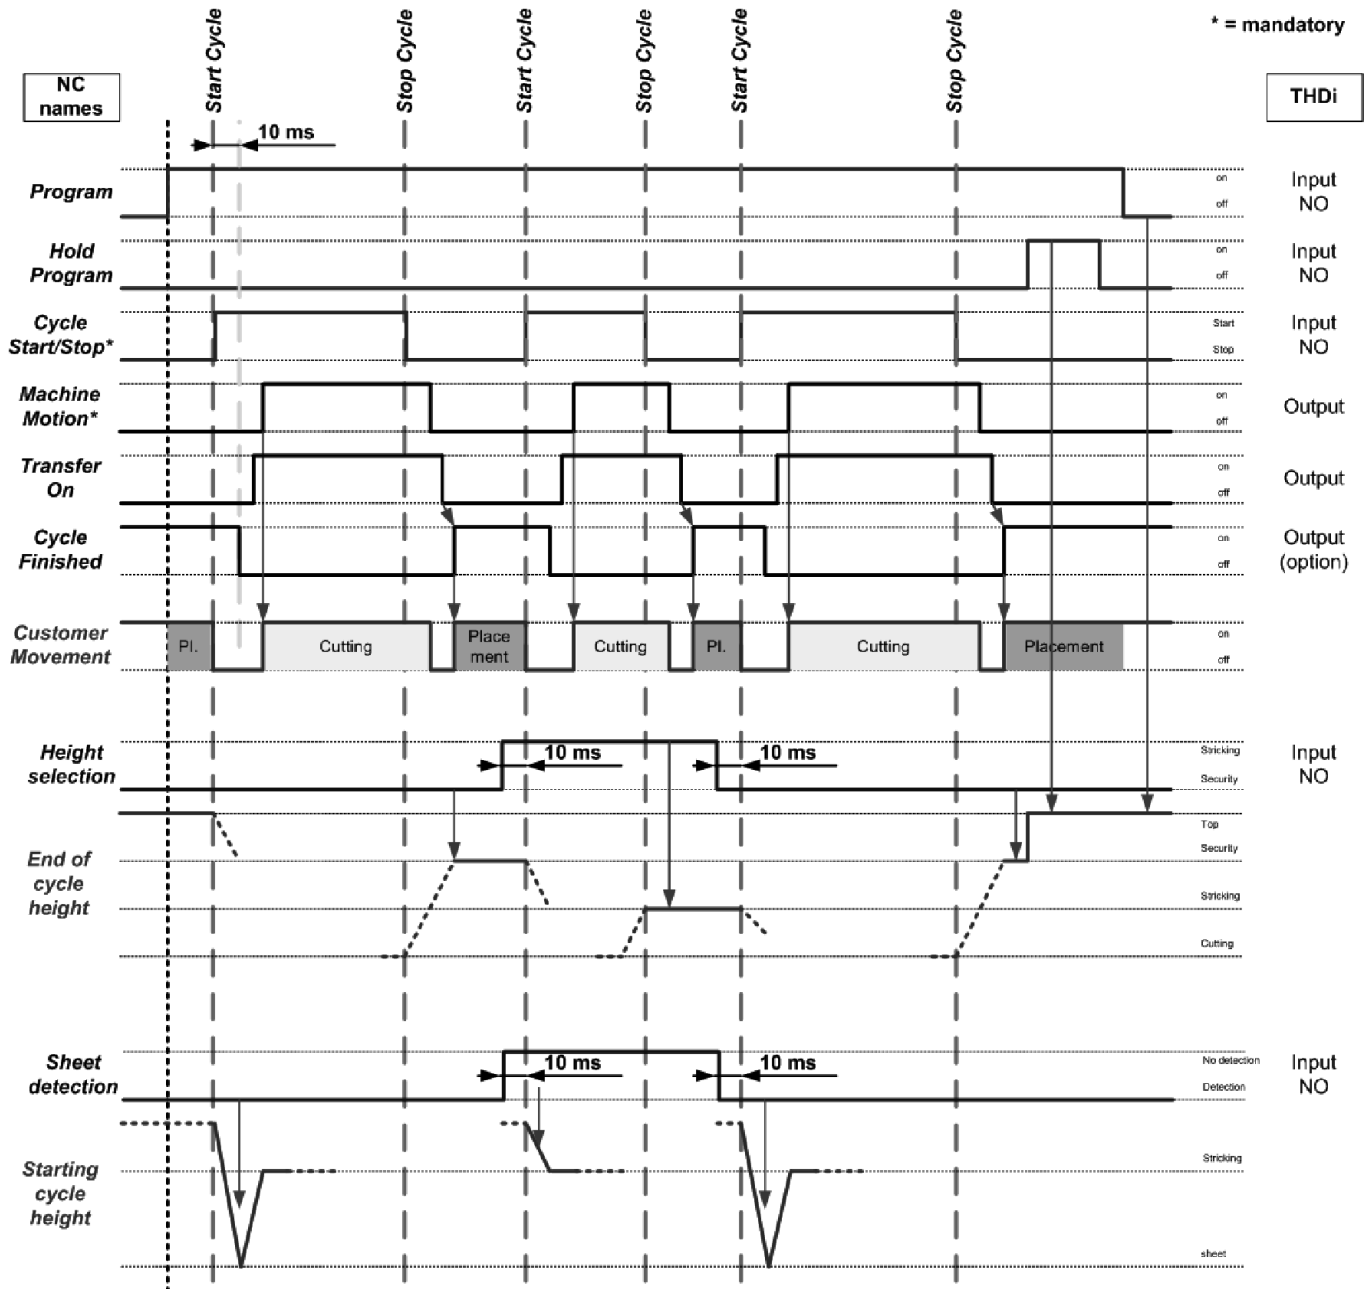 Start Cycle
Stop Cycle
Start Cycle
Stop Cycle
Start Cycle
Stop Cycle
* = mandatory
NC
names
THDi
10 ms
Program
on
off
Input
NO
Hold
Program
on
off
Input
NO
Cycle
Start/Stop*
Start
Stop
Input
NO
Machine
Motion*
on
off
Output
Transfer
On
on
off
Output
Cycle
Finished
on
off
Output
(option)
Customer
Movement
Pl.
Cutting
Place
ment
Cutting
Pl.
Cutting
Placement
on
off
Height
selection
10 ms
10 ms
Stricking
Security
Input
NO
End of
cycle
height
Top
Security
Stricking
Cutting
Sheet
detection
10 ms
10 ms
No detection
Detection
Input
NO
Starting
cycle
height
Stricking
sheet